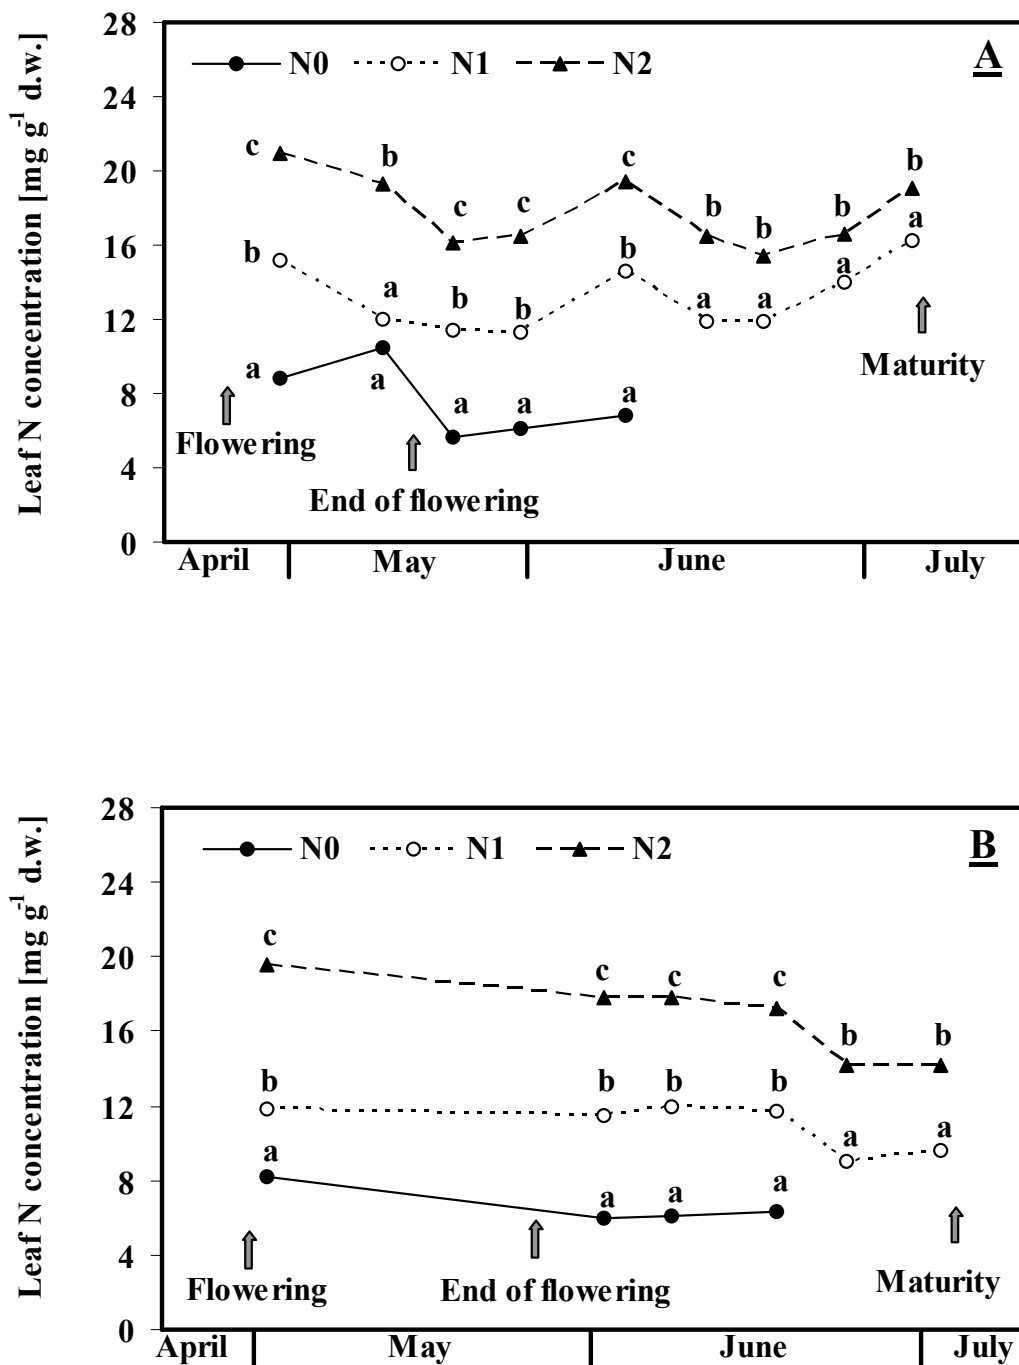 Leaf N concentration [mg g-1 d.w.]
28
N0 N1 N2 A
24
c b c
20 b
c c b b b
16 a
b b a
a b b a a
12
a Maturity
8 a a a a
Flowering
4 End of flowering
0
April May June July
Leaf N concentration [mg g-1 d.w.]
28
N0 N1 N2 B
24
c
20 c c c
16 b b
b b b b
12
a a a
8 a a a
4 Flowering End of flowering Maturity
0
April May June July